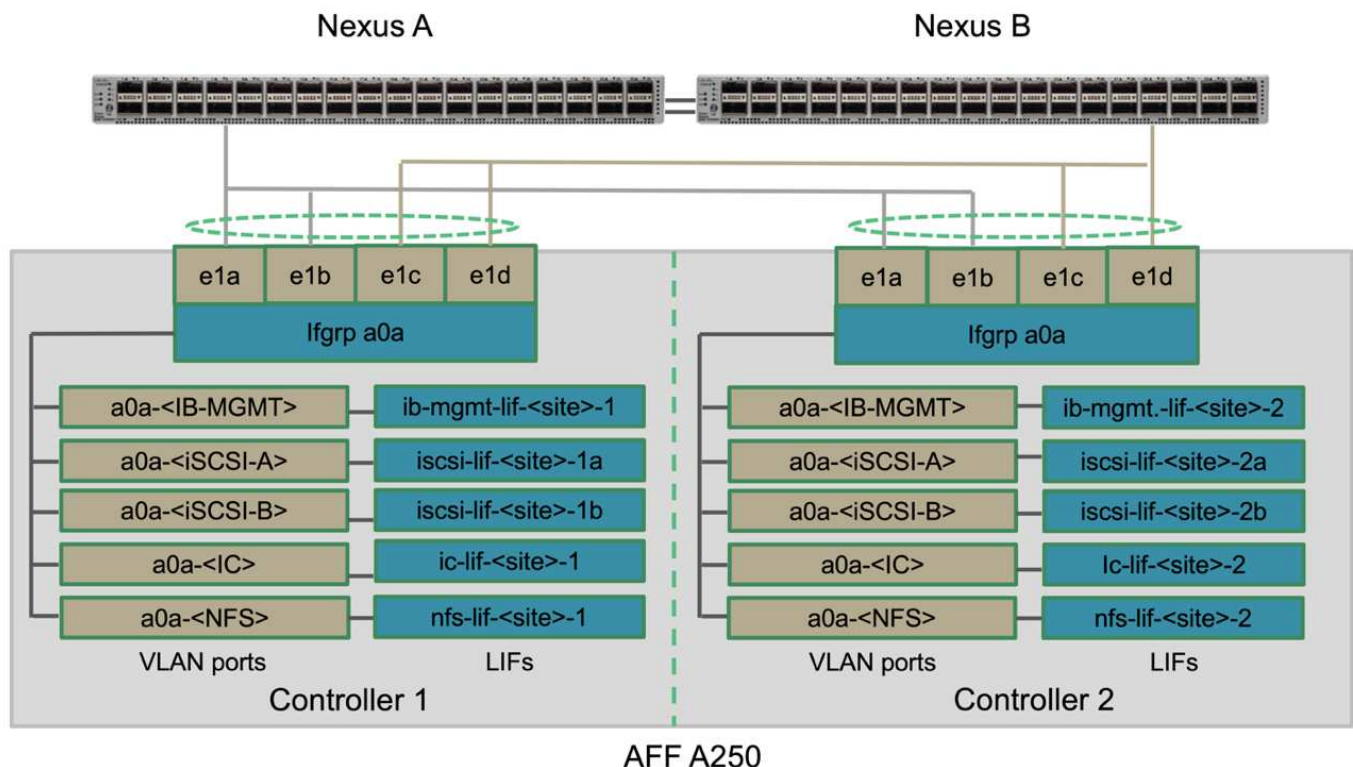 Nexus A
Nexus B
e1a
e1b
e1c
e1d
Ifgrp a0a
a0a-<IB-MGMT>
ib-mgmt-lif-<site>-1
a0a-<iSCSI-A>
iscsi-lif-<site>-1a
a0a-<iSCSI-B>
iscsi-lif-<site>-1b
a0a-<IC>
ic-lif-<site>-1
a0a-<NFS>
nfs-lif-<site>-1
VLAN ports
LIFs
Controller 1
e1a
e1b
e1c
e1d
Ifgrp a0a
a0a-<IB-MGMT>
ib-mgmt.-lif-<site>-2
a0a-<iSCSI-A>
iscsi-lif-<site>-2a
a0a-<iSCSI-B>
iscsi-lif-<site>-2b
a0a-<IC>
Ic-lif-<site>-2
a0a-<NFS>
nfs-lif-<site>-2
VLAN ports
LIFs
Controller 2
AFF A250